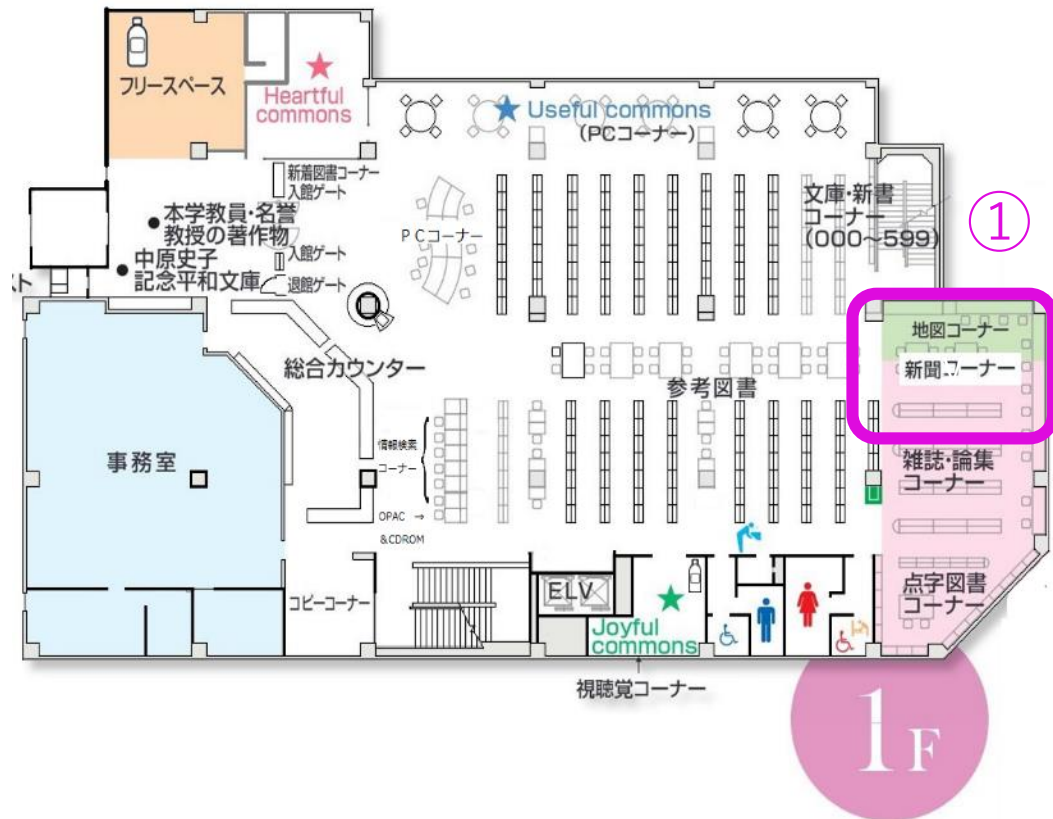 フリースペース
Heartful
commons
Useful commons
(PCコーナー)
新着図書コーナー
入館ゲート
文庫・新書
コーナー
(000～599)
①
本学教員・名誉
教授の著作物
PCコーナー
入館ゲート
中原史子
記念平和文庫
退館ゲート
スト
地図コーナー
新聞コーナー
総合カウンター
参考図書
情報検索
コーナー
事務室
雑誌・論集
コーナー
OPAC →
&CDROM
点字図書
コーナー
コピーコーナー
ELV
Joyful
commons
視聴覚コーナー
1F